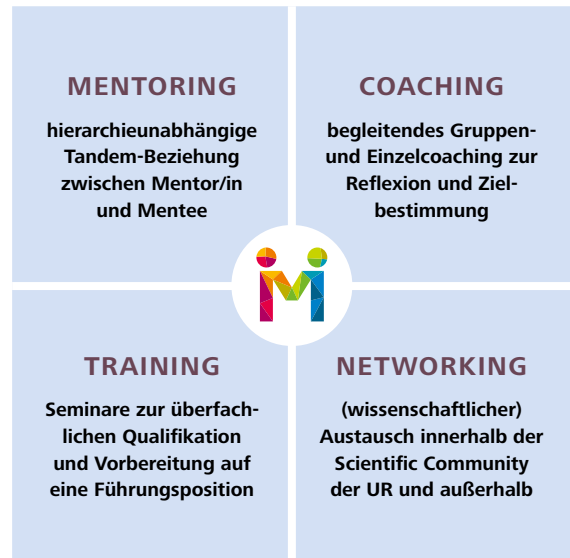 MENTORING
hierarchieunabhängige
Tandem-Beziehung
zwischen Mentor/in
und Mentee
COACHING
begleitendes Gruppen-
und Einzelcoaching zur
Reflexion und Ziel-
bestimmung
TRAINING
Seminare zur überfach-
lichen Qualifikation
und Vorbereitung auf
eine Führungsposition
NETWORKING
(wissenschaftlicher)
Austausch innerhalb der
Scientific Community
der UR und außerhalb